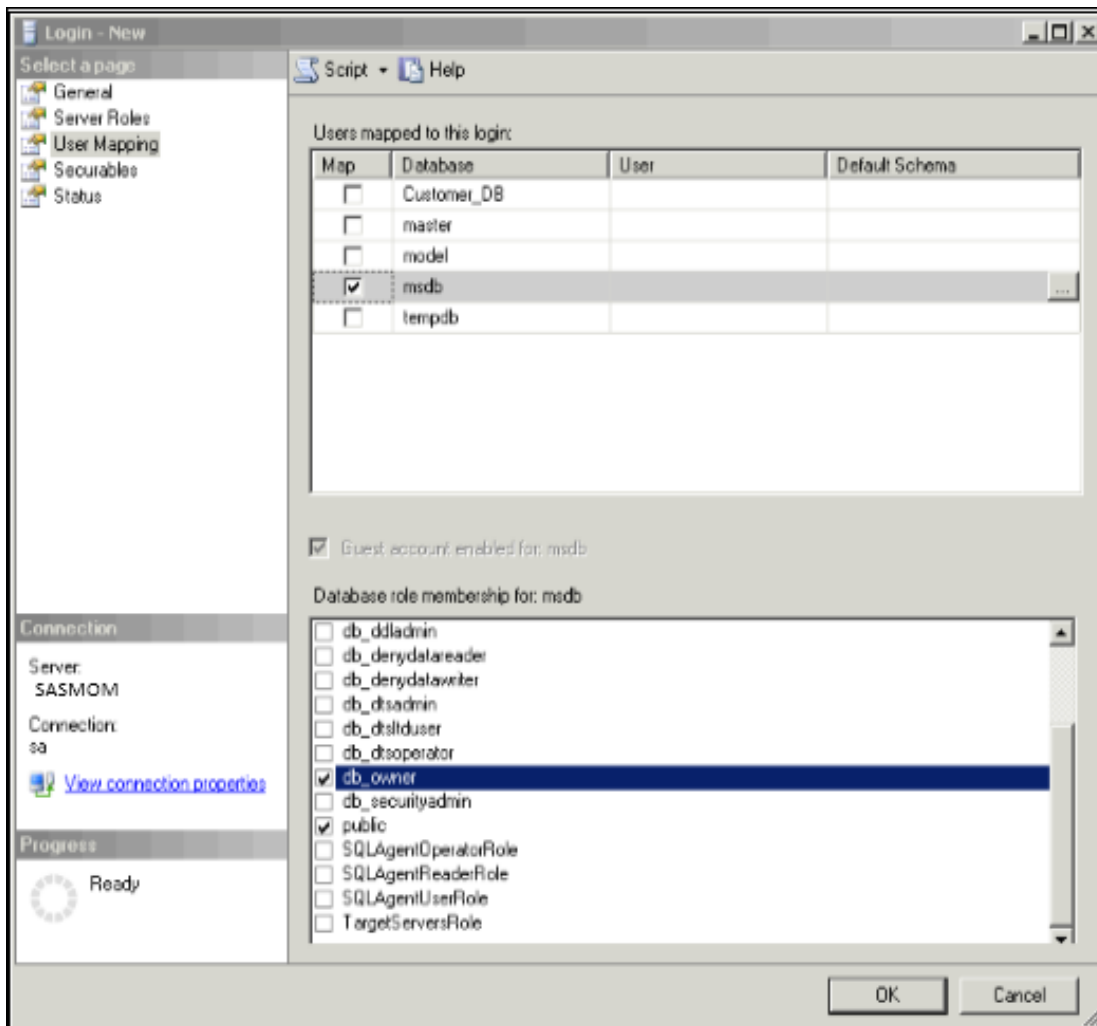 Login - New
Select a page
General
Server Roles
User Mapping
Securables
Status
Script Help
Users mapped to this login:
Map Database User Default Schema
Customer_DB
master
model
msdb ...
tempdb
Guest account enabled for: msdb
Database role membership for: msdb
db_ddladmin
db_denydatareader
db_denydatawriter
db_dtsadmin
db_dtsltduser
db_dtsoperator
db_owner
db_securityadmin
public
SQLAgentOperatorRole
SQLAgentReaderRole
SQLAgentUserRole
TargetServersRole
Connection
Server:
SASMOM
Connection:
sa
View connection properties
Progress
Ready
OK Cancel